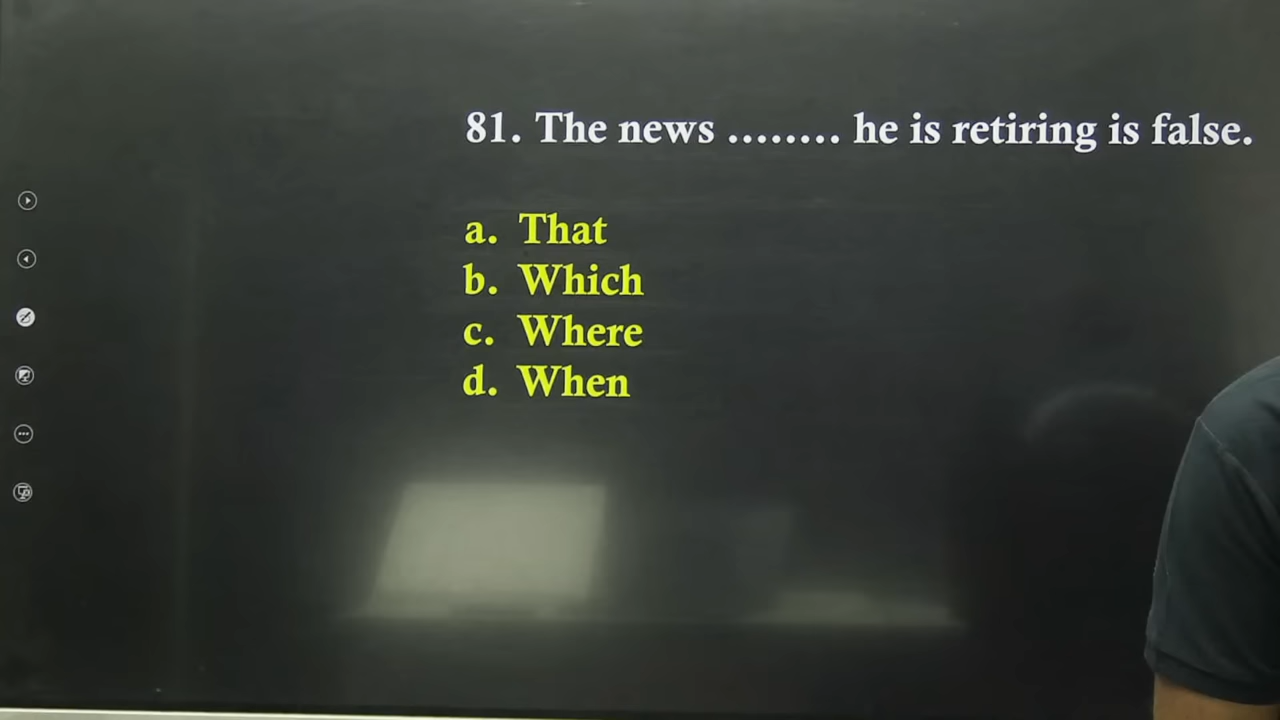 81. The news ........ he is retiring is false.
a. That
b. Which
c. Where
d. When